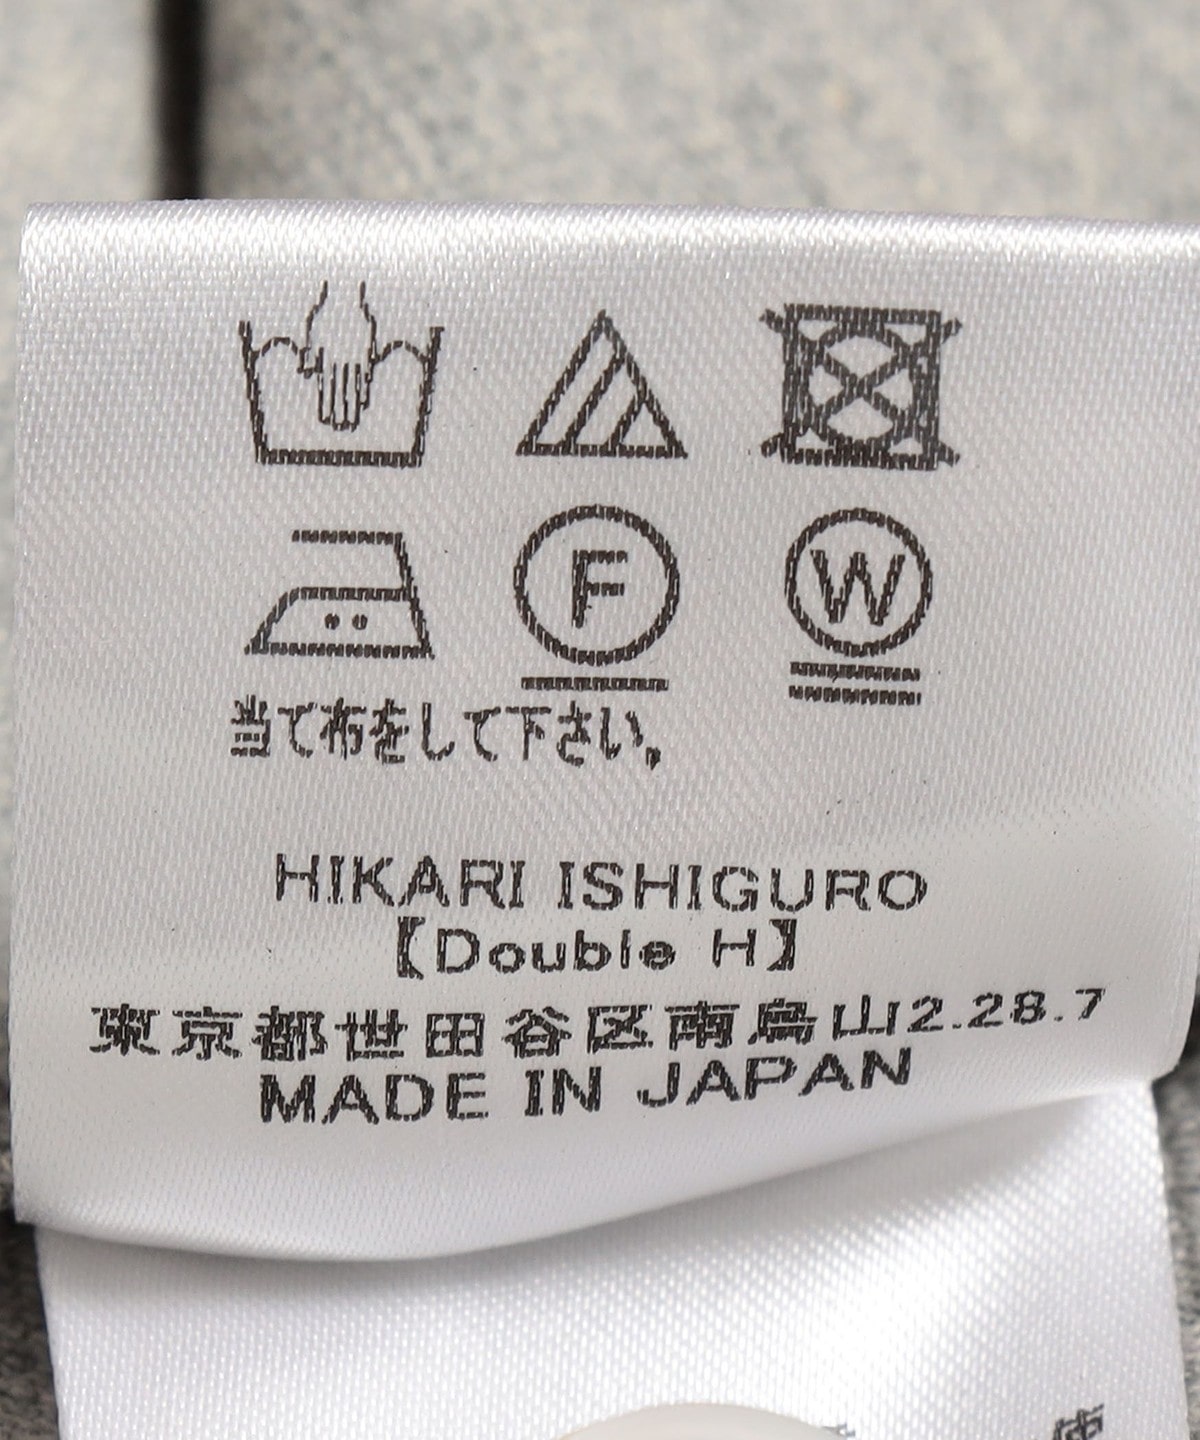 F W
当て布をして下さい。
HIKARI ISHIGURO
【Double H】
東京都世田谷区南烏山2.28.7
MADE IN JAPAN